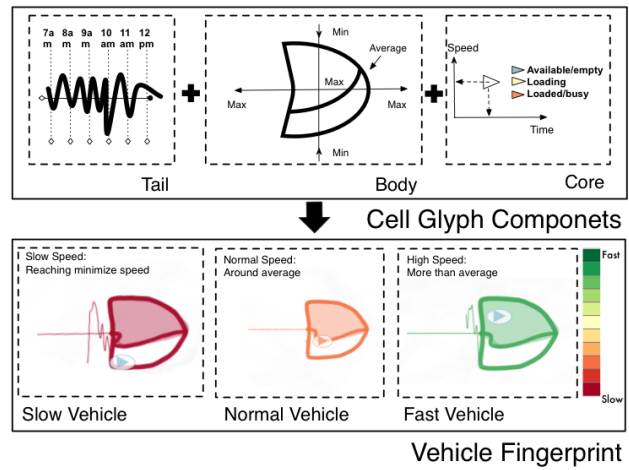 7a 8a 9a 10 11 12
m m m am am pm
Tail
Min
Average
Max
Max Max
Min
Body
Speed
Available/empty
Loading
Loaded/busy
Time
Core
Cell Glyph Componets
Slow Speed:
Reaching minimize speed
Normal Speed:
Around average
High Speed:
More than average
Fast
Slow
Slow Vehicle
Normal Vehicle
Fast Vehicle
Vehicle Fingerprint